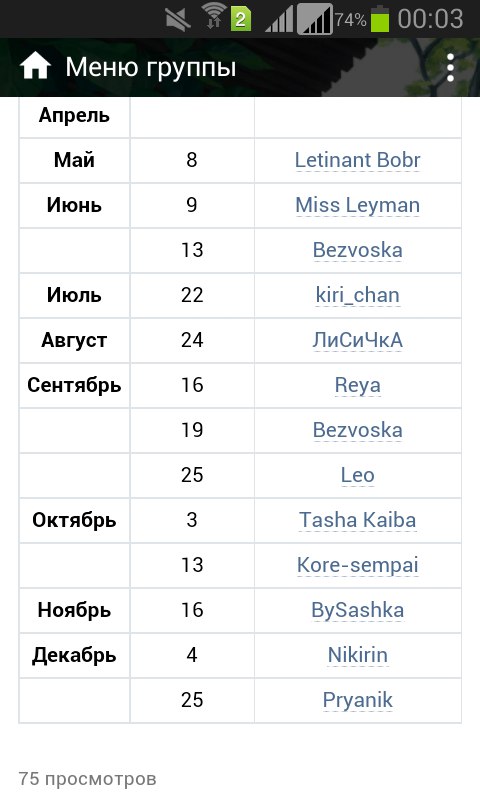 2 74% 00:03
Меню группы
Апрель
Май 8 Letinant Bobr
Июнь 9 Miss Leyman
13 Bezvoska
Июль 22 kiri_chan
Август 24 ЛиСиЧкА
Сентябрь 16 Reya
19 Bezvoska
25 Leo
Октябрь 3 Tasha Kaiba
13 Kore-sempai
Ноябрь 16 BySashka
Декабрь 4 Nikirin
25 Pryanik
75 просмотров